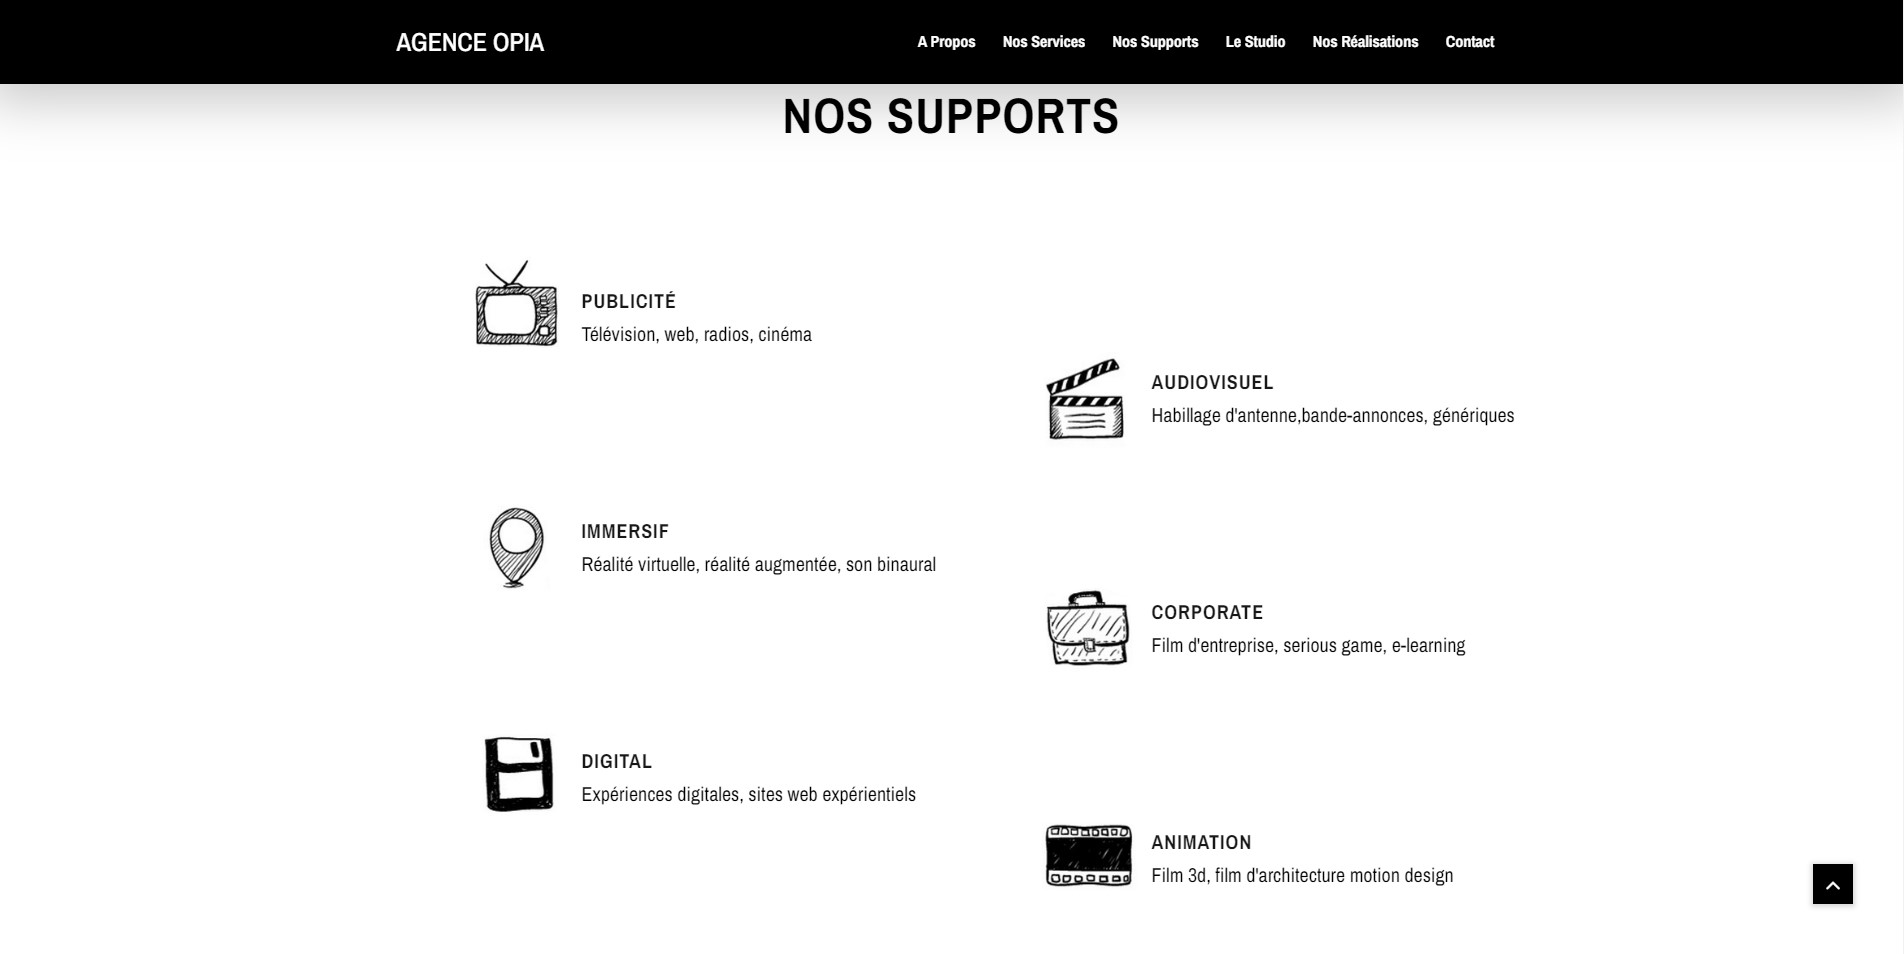 AGENCE OPIA
A Propos
Nos Services
Nos Supports
Le Studio
Nos Réalisations
Contact
NOS SUPPORTS
PUBLICITÉ
Télévision, web, radios, cinéma
AUDIOVISUEL
Habillage d'antenne,bande-annonces, génériques
IMMERSIF
Réalité virtuelle, réalité augmentée, son binaural
CORPORATE
Film d'entreprise, serious game, e-learning
DIGITAL
Expériences digitales, sites web expérientiels
ANIMATION
Film 3d, film d'architecture motion design